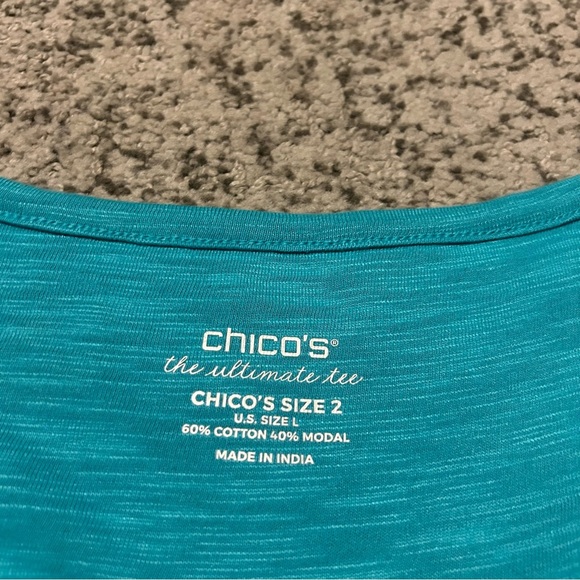 chico's®
the ultimate tee
CHICO'S SIZE 2
U.S. SIZE L
60% COTTON 40% MODAL
MADE IN INDIA